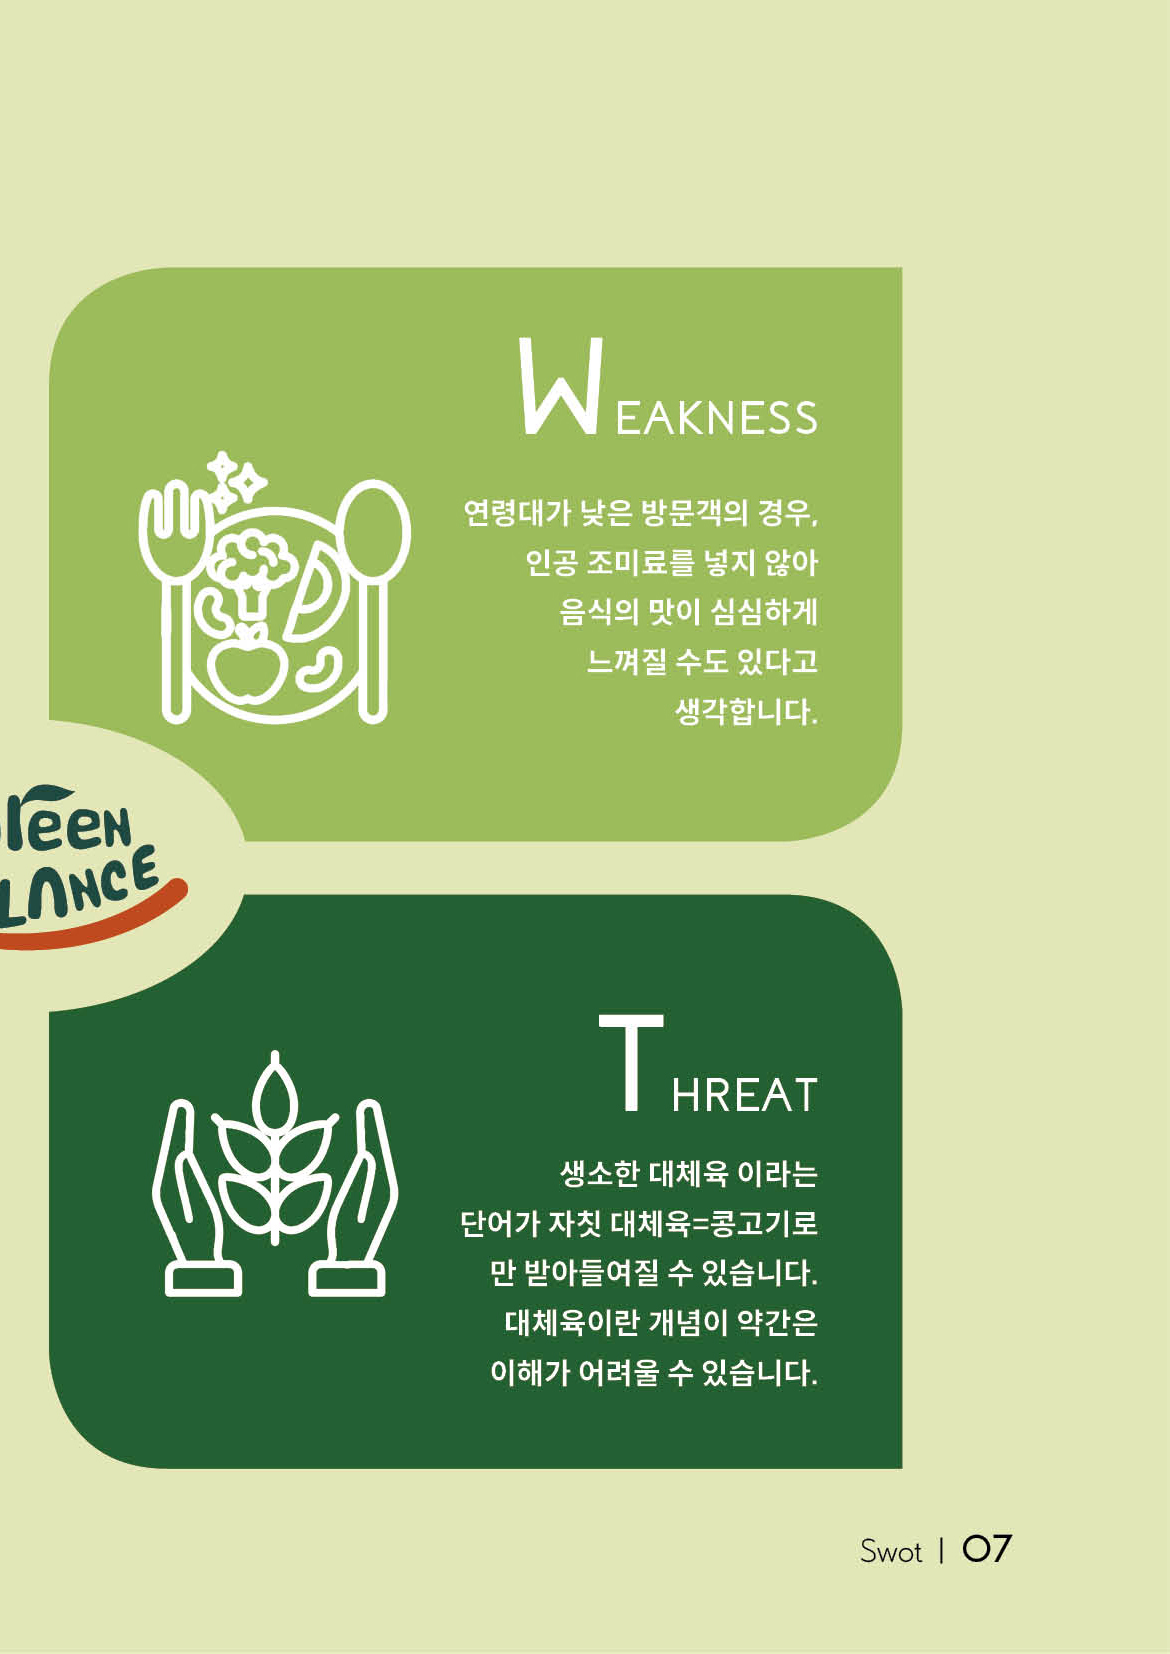 WEAKNESS
연령대가 낮은 방문객의 경우,
인공 조미료를 넣지 않아
음식의 맛이 심심하게
느껴질 수도 있다고
생각합니다.
reen
LANCE
THREAT
생소한 대체육 이라는
단어가 자칫 대체육=콩고기로
만 받아들여질 수 있습니다.
대체육이란 개념이 약간은
이해가 어려울 수 있습니다.
Swot | 07